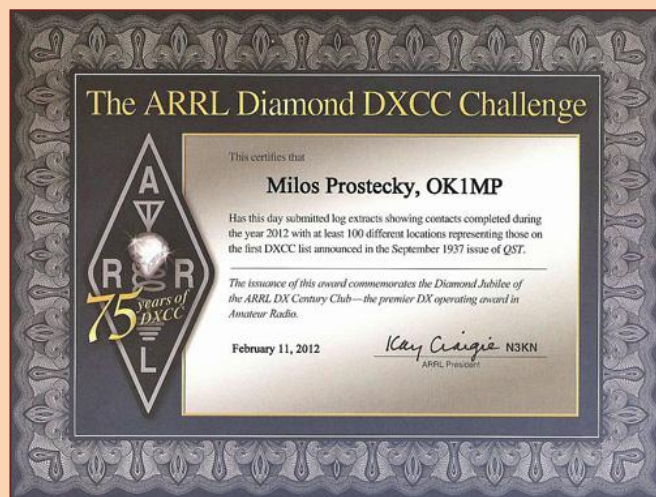 The ARRL Diamond DXCC Challenge
This certifies that
Milos Prostecky, OK1MP
Has this day submitted log extracts showing contacts completed during
the year 2012 with at least 100 different locations representing those on
the first DXCC list announced in the September 1937 issue of QST.
The issuance of this award commemorates the Diamond Jubilee of
the ARRL DX Century Club—the premier DX operating award in
Amateur Radio.
February 11, 2012
Kay Craigie N3KN
ARRL President
A
R R
L
75 years of
DXCC